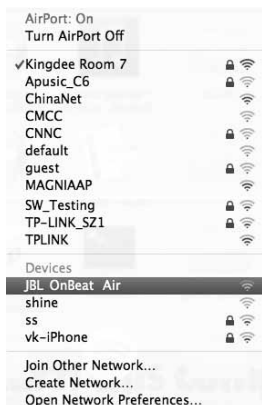 AirPort: On
Turn AirPort Off
✓Kingdee Room 7
Apusic_C6
ChinaNet
CMCC
CNNC
default
guest
MAGNIAAP
SW_Testing
TP-LINK_SZ1
TPLINK
Devices
JBL OnBeat Air
shine
ss
vk-iPhone
Join Other Network...
Create Network...
Open Network Preferences...